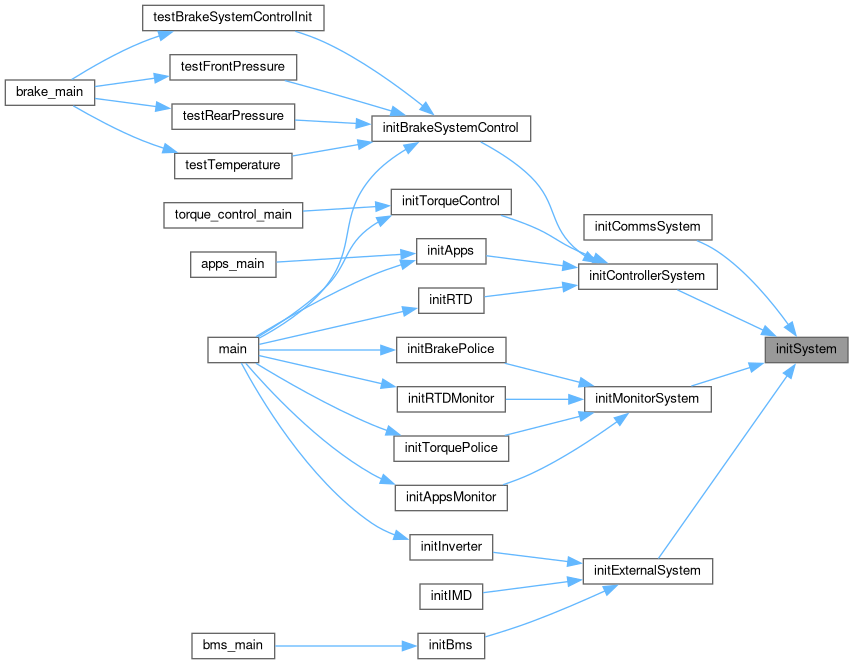 testBrakeSystemControlInit
testFrontPressure
brake_main
testRearPressure
initBrakeSystemControl
testTemperature
initTorqueControl
torque_control_main
initCommsSystem
initApps
apps_main
initControllerSystem
initRTD
main
initBrakePolice
initSystem
initRTDMonitor
initMonitorSystem
initTorquePolice
initAppsMonitor
initInverter
initExternalSystem
initIMD
bms_main
initBms